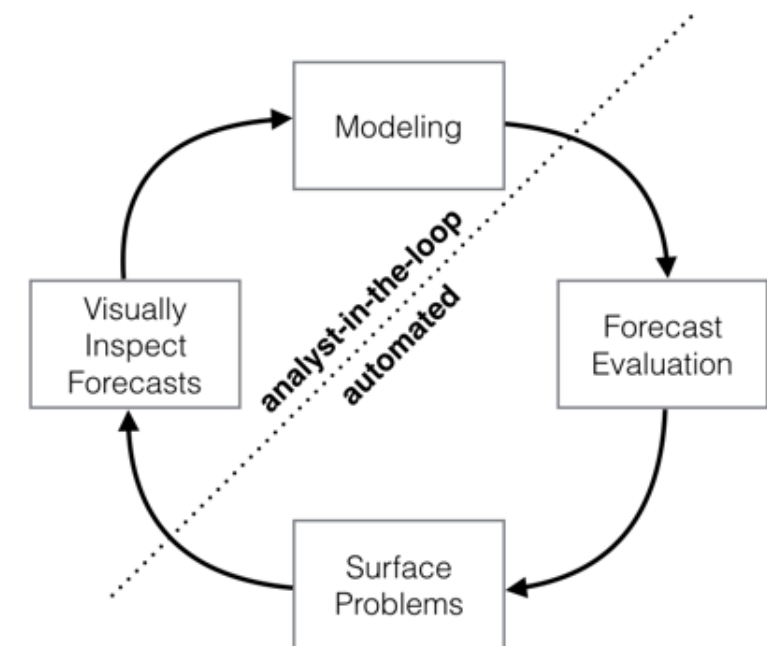 Modeling
analyst-in-the-loop
automated
Visually
Inspect
Forecasts
Forecast
Evaluation
Surface
Problems